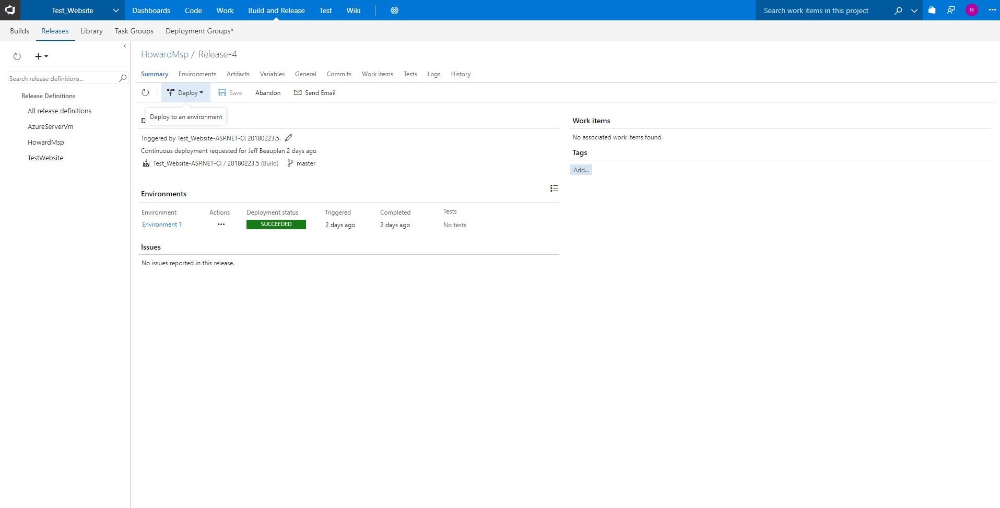 Test_Website Dashboards Code Work Build and Release Test Wiki Search work items in this project JB
Builds Releases Library Task Groups Deployment Groups*
HowardMsp / Release-4
Summary Environments Artifacts Variables General Commits Work items Tests Logs History
Search release definitions...
Deploy Save Abandon Send Email
Release Definitions
All release definitions
AzureServerVm
HowardMsp
TestWebsite
Deploy to an environment
D
Triggered by Test_Website-ASP.NET-CI 20180223.5.
Continuous deployment requested for Jeff Beauplan 2 days ago
Test_Website-ASP.NET-CI / 20180223.5 (Build) master
Environments
Environment Actions Deployment status Triggered Completed Tests
Environment 1 ... SUCCEEDED 2 days ago 2 days ago No tests
Issues
No issues reported in this release.
Work items
No associated work items found.
Tags
Add...